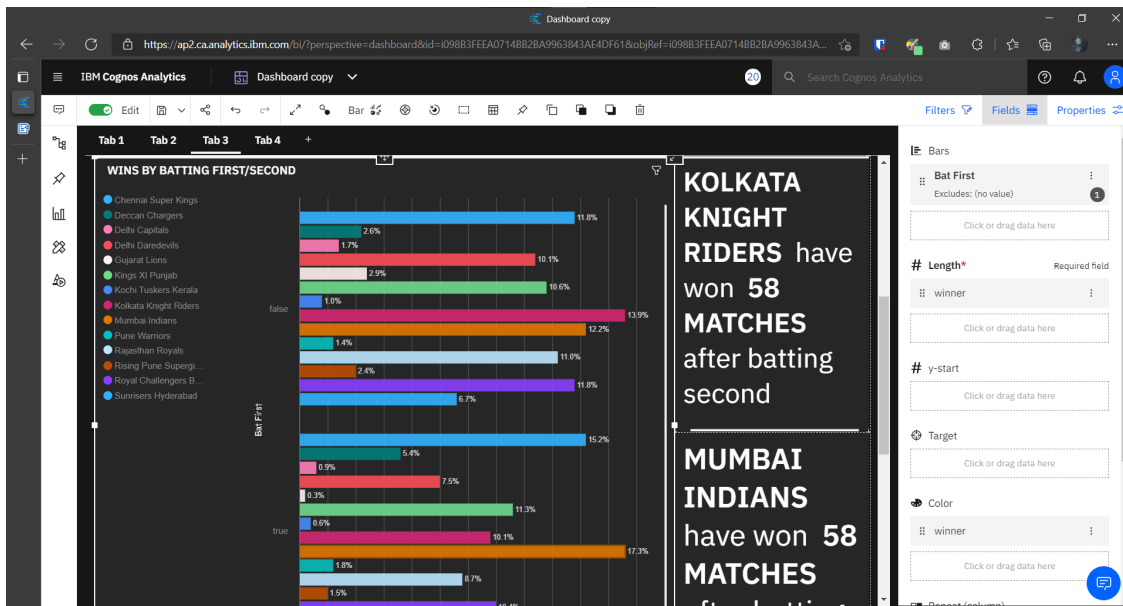 Dashboard copy
https://ap2.ca.analytics.ibm.com/bi/?perspective=dashboard&id=i098B3FEEA0714BB2BA9963843AE4DF61&objRef=i098B3FEEA0714BB2BA9963843A...
IBM Cognos Analytics
Dashboard copy
20
Search Cognos Analytics
Edit
Bar
Filters
Fields
Properties
Tab 1
Tab 2
Tab 3
Tab 4
+
WINS BY BATTING FIRST/SECOND
Chennai Super Kings
Deccan Chargers
Delhi Capitals
Delhi Daredevils
Gujarat Lions
Kings XI Punjab
Kochi Tuskers Kerala
Kolkata Knight Riders
Mumbai Indians
Pune Warriors
Rajasthan Royals
Rising Pune Supergi...
Royal Challengers B...
Sunrisers Hyderabad
Bat First
false
11.8%
2.6%
1.7%
10.1%
2.9%
10.6%
1.0%
13.9%
12.2%
1.4%
11.0%
2.4%
11.8%
6.7%
true
15.2%
5.4%
0.9%
7.5%
0.3%
11.3%
0.6%
10.1%
17.3%
1.8%
8.7%
1.5%
KOLKATA
KNIGHT
RIDERS have
won 58
MATCHES
after batting
second
MUMBAI
INDIANS
have won 58
MATCHES
Bars
Bat First
Excludes: (no value)
1
Click or drag data here
# Length*
Required field
winner
Click or drag data here
# y-start
Click or drag data here
Target
Click or drag data here
Color
winner
Click or drag data here